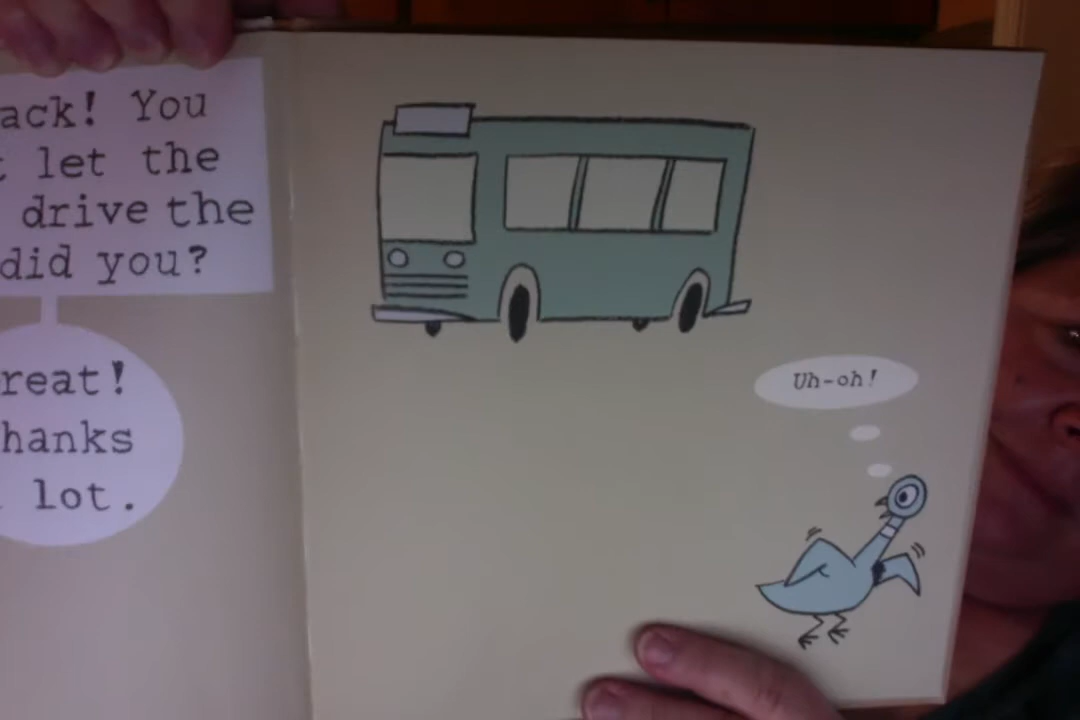 ack! You
t let the
drive the
did you?
reat!
hanks
lot.
Uh-oh!